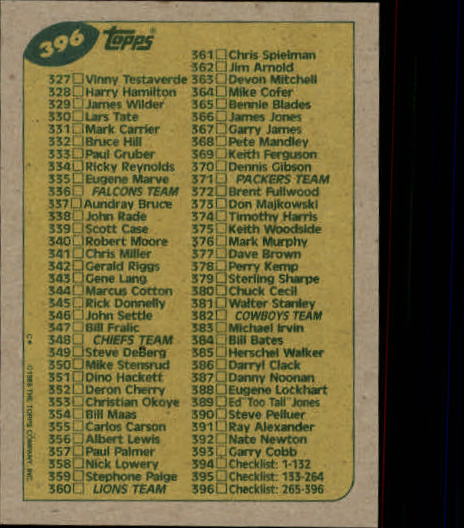 396 topps®
327 Vinny Testaverde
328 Harry Hamilton
329 James Wilder
330 Lars Tate
331 Mark Carrier
332 Bruce Hill
333 Paul Gruber
334 Ricky Reynolds
335 Eugene Marve
336 FALCONS TEAM
337 Aundray Bruce
338 John Rade
339 Scott Case
340 Robert Moore
341 Chris Miller
342 Gerald Riggs
343 Gene Lang
344 Marcus Cotton
345 Rick Donnelly
346 John Settle
347 Bill Fralic
348 CHIEFS TEAM
349 Steve DeBerg
350 Mike Stensrud
351 Dino Hackett
352 Deron Cherry
353 Christian Okoye
354 Bill Maas
355 Carlos Carson
356 Albert Lewis
357 Paul Palmer
358 Nick Lowery
359 Stephone Paige
360 LIONS TEAM
361 Chris Spielman
362 Jim Arnold
363 Devon Mitchell
364 Mike Cofer
365 Bennie Blades
366 James Jones
367 Garry James
368 Pete Mandley
369 Keith Ferguson
370 Dennis Gibson
371 PACKERS TEAM
372 Brent Fullwood
373 Don Majkowski
374 Timothy Harris
375 Keith Woodside
376 Mark Murphy
377 Dave Brown
378 Perry Kemp
379 Sterling Sharpe
380 Chuck Cecil
381 Walter Stanley
382 COWBOYS TEAM
383 Michael Irvin
384 Bill Bates
385 Herschel Walker
386 Darryl Clack
387 Danny Noonan
388 Eugene Lockhart
389 Ed "Too Tall" Jones
390 Steve Pelluer
391 Ray Alexander
392 Nate Newton
393 Garry Cobb
394 Checklist: 1-132
395 Checklist: 133-264
396 Checklist: 265-396
C* ©1989 THE TOPPS COMPANY, INC.